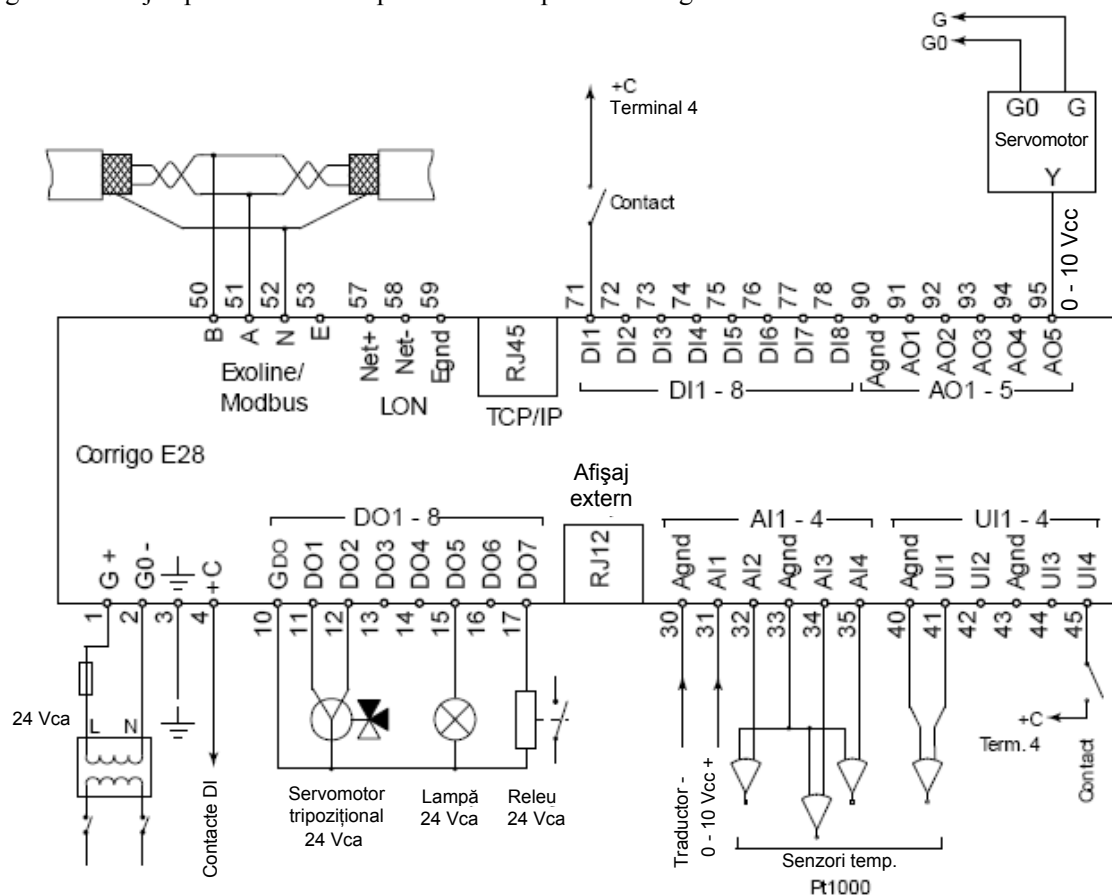 G
G0
G0 G
Servomotor
Y
0 - 10 Vcc
+C
Terminal 4
Contact
50 51 52 53 57 58 59 71 72 73 74 75 76 77 78 90 91 92 93 94 95
B A N E Net+ Net- Egnd RJ45 DI1 DI2 DI3 DI4 DI5 DI6 DI7 DI8 Agnd AO1 AO2 AO3 AO4 AO5
Exoline/
Modbus
LON
TCP/IP
DI1 - 8
AO1 - 5
Corrigo E28
Afişaj
extern
DO1 - 8
AI1 - 4
UI1 - 4
G + G0 - +C GDO DO1 DO2 DO3 DO4 DO5 DO6 DO7 RJ12 Agnd AI1 AI2 Agnd AI3 AI4 Agnd UI1 UI2 Agnd UI3 UI4
1 2 3 4 10 11 12 13 14 15 16 17 30 31 32 33 34 35 40 41 42 43 44 45
24 Vca
L N
Contacte DI
Servomotor
tripoziţional
24 Vca
Lampă
24 Vca
Releu
24 Vca
Traductor -
0 - 10 Vcc +
Senzori temp.
Pt1000
+C
Term. 4
Contact